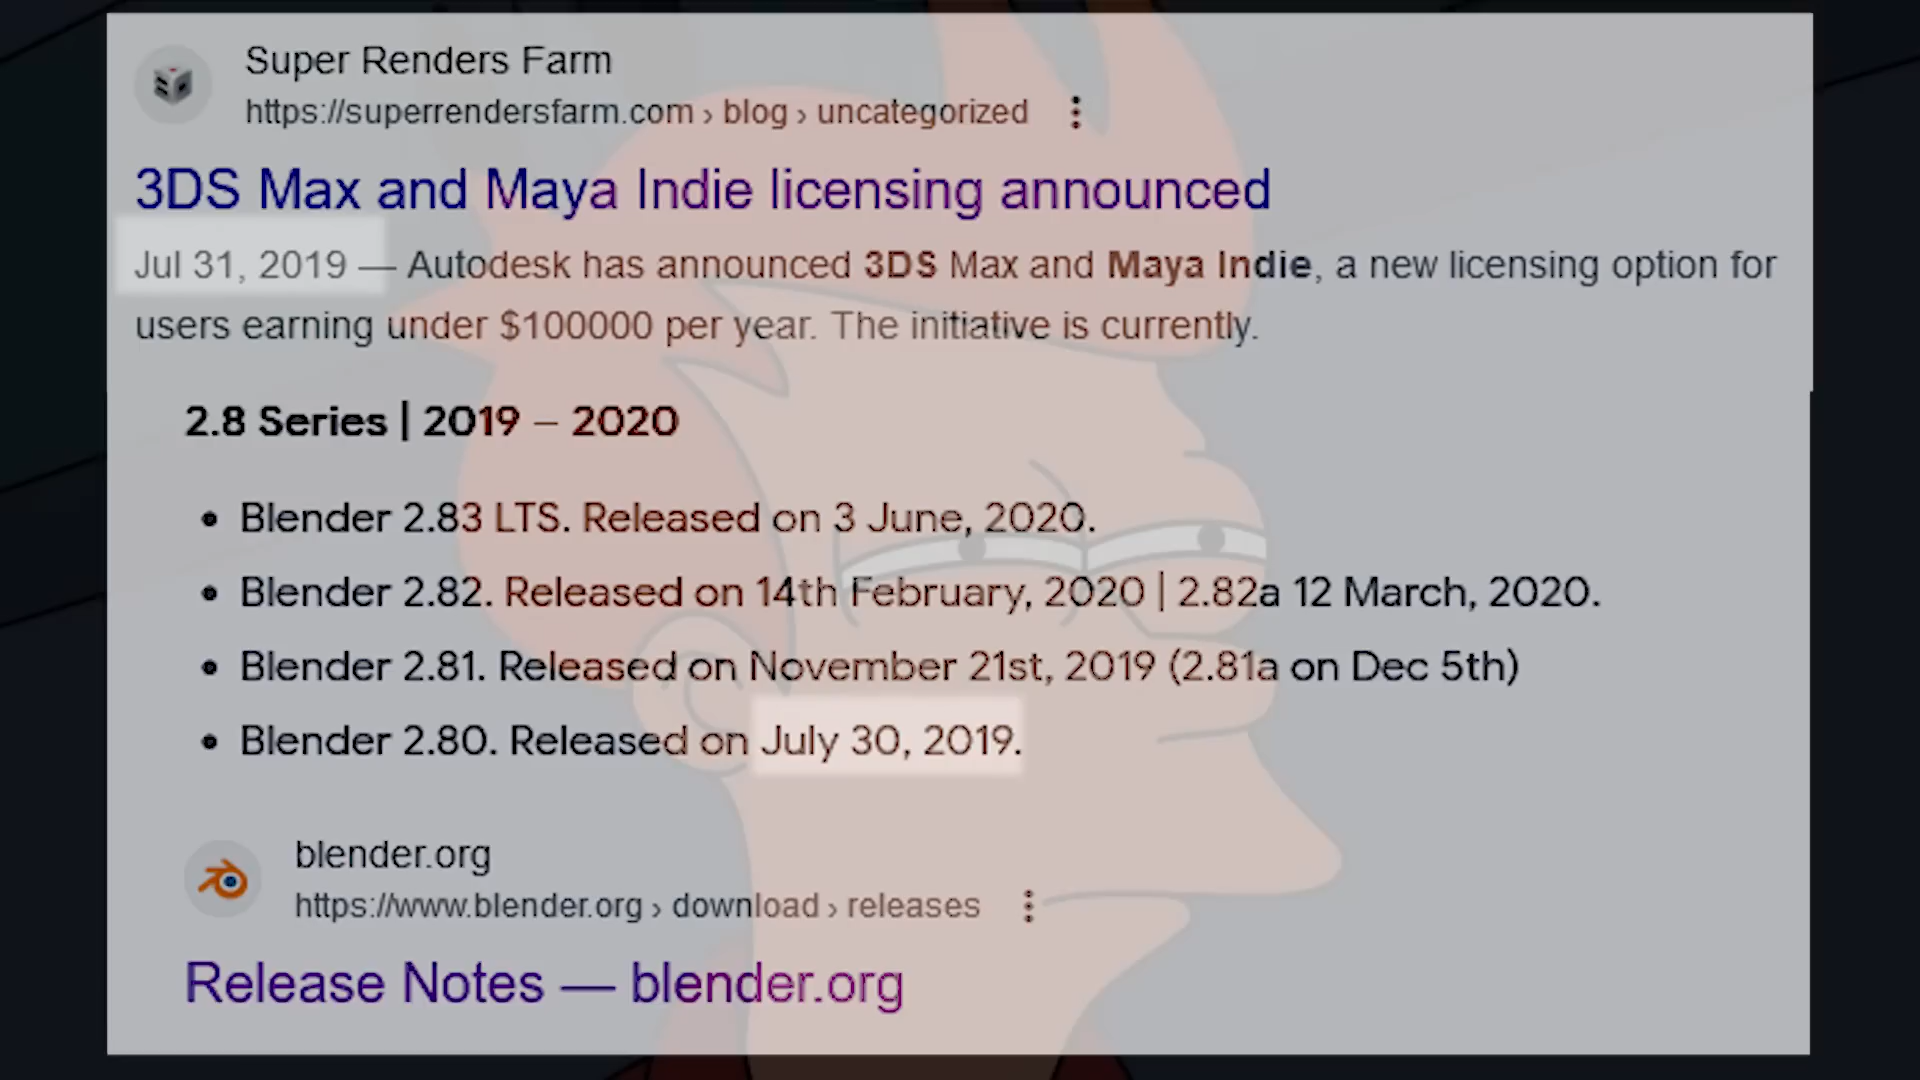 Super Renders Farm
https://superrendersfarm.com › blog › uncategorized
3DS Max and Maya Indie licensing announced
Jul 31, 2019 — Autodesk has announced 3DS Max and Maya Indie, a new licensing option for
users earning under $100000 per year. The initiative is currently.
2.8 Series | 2019 – 2020
• Blender 2.83 LTS. Released on 3 June, 2020.
• Blender 2.82. Released on 14th February, 2020 | 2.82a 12 March, 2020.
• Blender 2.81. Released on November 21st, 2019 (2.81a on Dec 5th)
• Blender 2.80. Released on July 30, 2019.
blender.org
https://www.blender.org › download › releases
Release Notes — blender.org